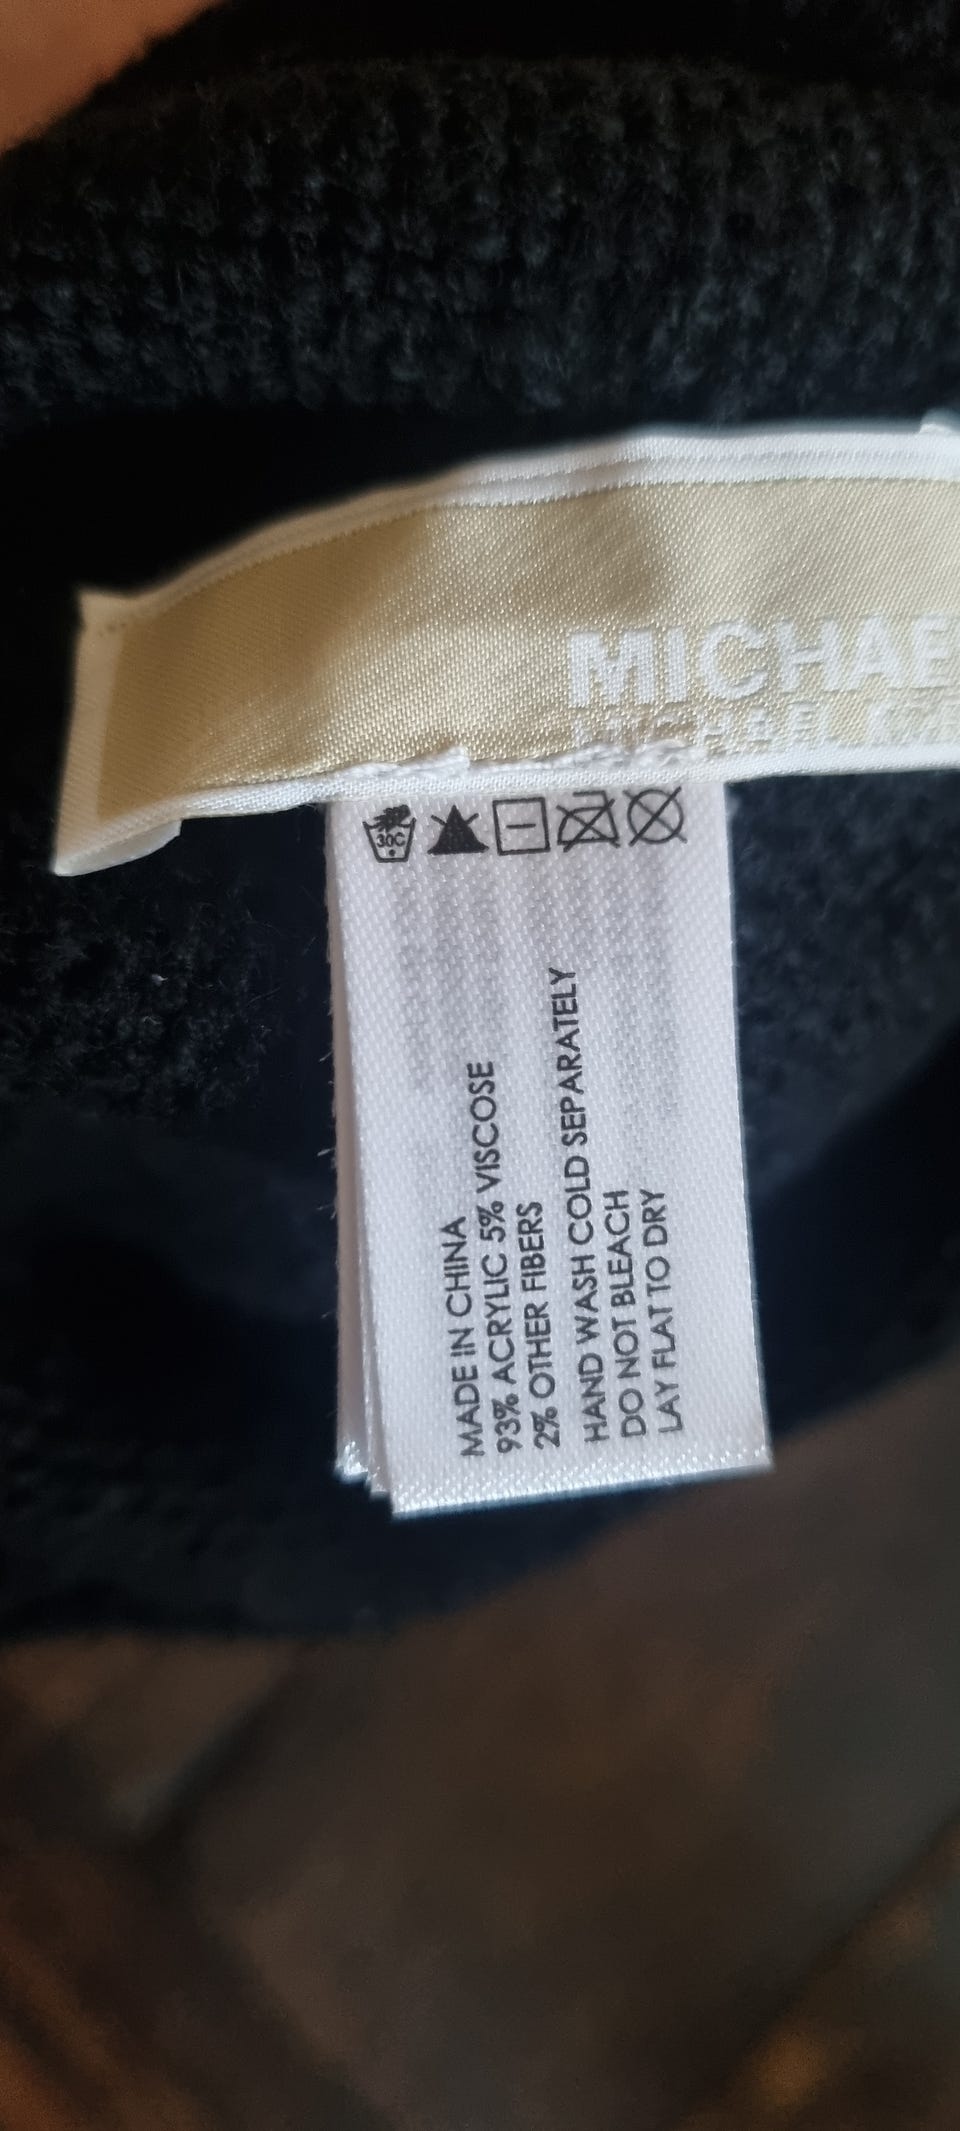 MICHAE
MICHAEL
30C
MADE IN CHINA
93% ACRYLIC 5% VISCOSE
2% OTHER FIBERS
HAND WASH COLD SEPARATELY
DO NOT BLEACH
LAY FLAT TO DRY